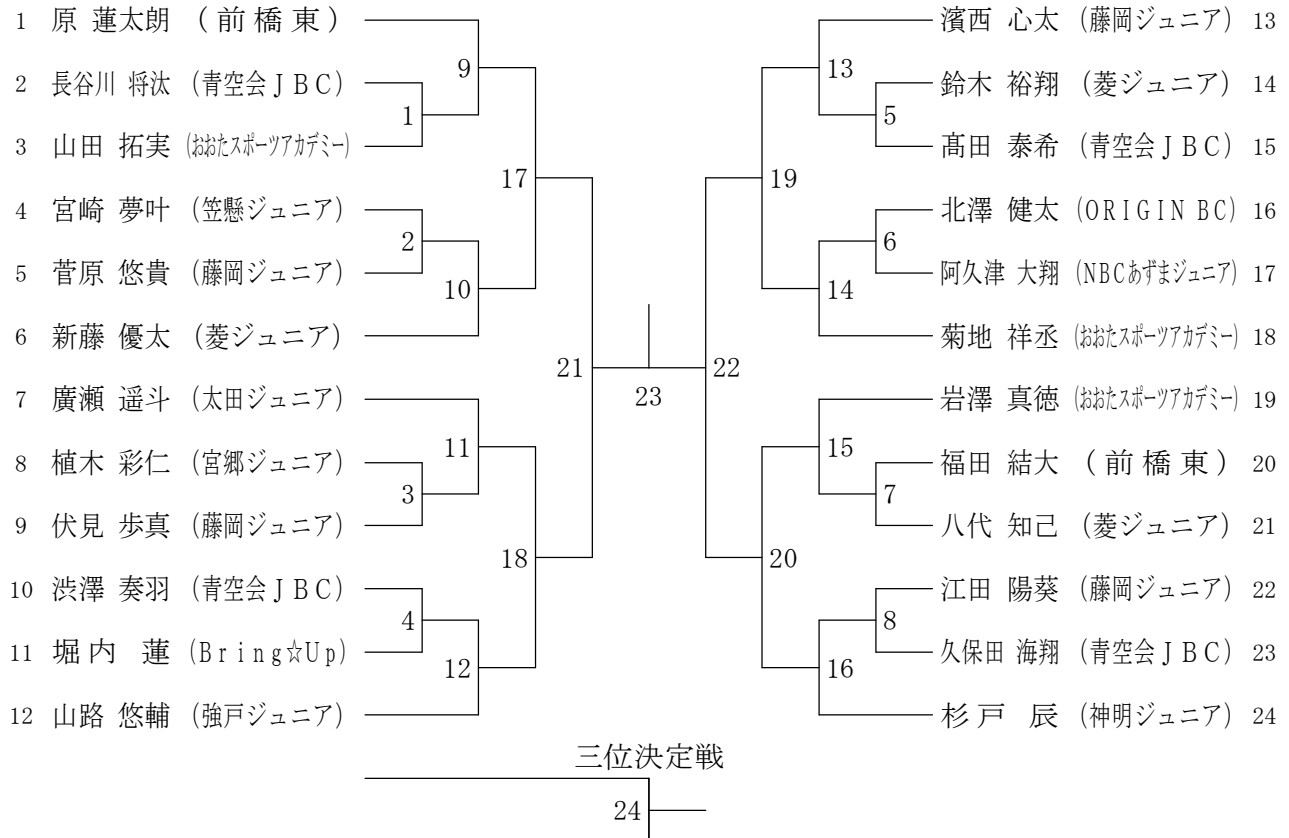 1 原 蓮太朗 (前橋東)
2 長谷川 将汰 (青空会JBC)
3 山田 拓実 (おおたスポーツアカデミー)
4 宮崎 夢叶 (笠懸ジュニア)
5 菅原 悠貴 (藤岡ジュニア)
6 新藤 優太 (菱ジュニア)
7 廣瀬 遥斗 (太田ジュニア)
8 植木 彩仁 (宮郷ジュニア)
9 伏見 歩真 (藤岡ジュニア)
10 渋澤 奏羽 (青空会JBC)
11 堀内 蓮 (Bring☆Up)
12 山路 悠輔 (強戸ジュニア)
9
1
17
2
10
21
11
3
18
4
12
23
13
5
19
6
14
22
15
7
20
8
16
濱西 心太 (藤岡ジュニア) 13
鈴木 裕翔 (菱ジュニア) 14
髙田 泰希 (青空会JBC) 15
北澤 健太 (ORIGIN BC) 16
阿久津 大翔 (NBCあずまジュニア) 17
菊地 祥丞 (おおたスポーツアカデミー) 18
岩澤 真徳 (おおたスポーツアカデミー) 19
福田 結大 (前橋東) 20
八代 知己 (菱ジュニア) 21
江田 陽葵 (藤岡ジュニア) 22
久保田 海翔 (青空会JBC) 23
杉戸 辰 (神明ジュニア) 24
三位決定戦
24